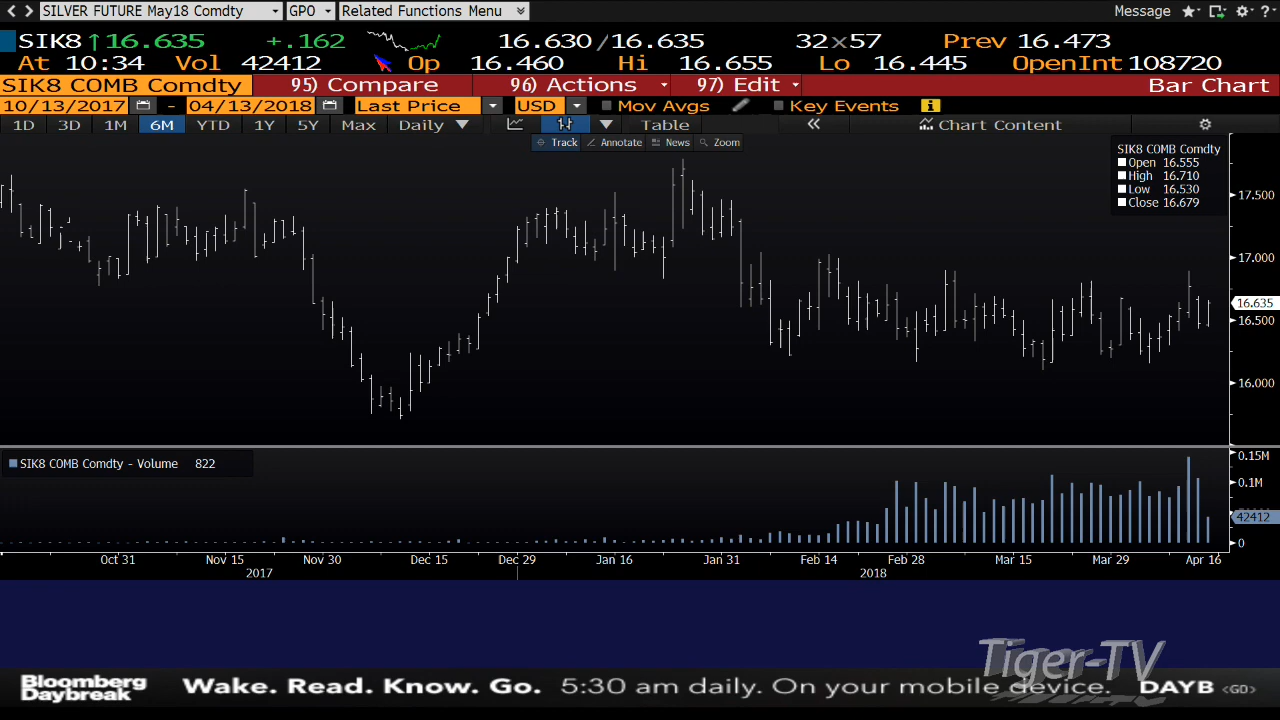 SILVER FUTURE May18 Comdty GPO Related Functions Menu Message ?
SIK8 ↑16.635 +.162 16.630/16.635 32x57 Prev 16.473
At 10:34 Vol 42412 Op 16.460 Hi 16.655 Lo 16.445 OpenInt 108720
SIK8 COMB Comdty 95) Compare 96) Actions 97) Edit Bar Chart
10/13/2017 - 04/13/2018 Last Price USD Mov Avgs Key Events i
1D 3D 1M 6M YTD 1Y 5Y Max Daily Table « Chart Content
Track Annotate News Zoom
SIK8 COMB Comdty
Open 16.555
High 16.710
Low 16.530
Close 16.679
17.500
17.000
16.635
16.500
16.000
SIK8 COMB Comdty - Volume 822
0.15M
0.1M
42412
0
Oct 31 Nov 15 Nov 30 Dec 15 Dec 29 Jan 16 Jan 31 Feb 14 Feb 28 Mar 15 Mar 29 Apr 16
2017 2018
Tiger-TV
Bloomberg
Daybreak
Wake. Read. Know. Go. 5:30 am daily. On your mobile device. DAYB <GO>